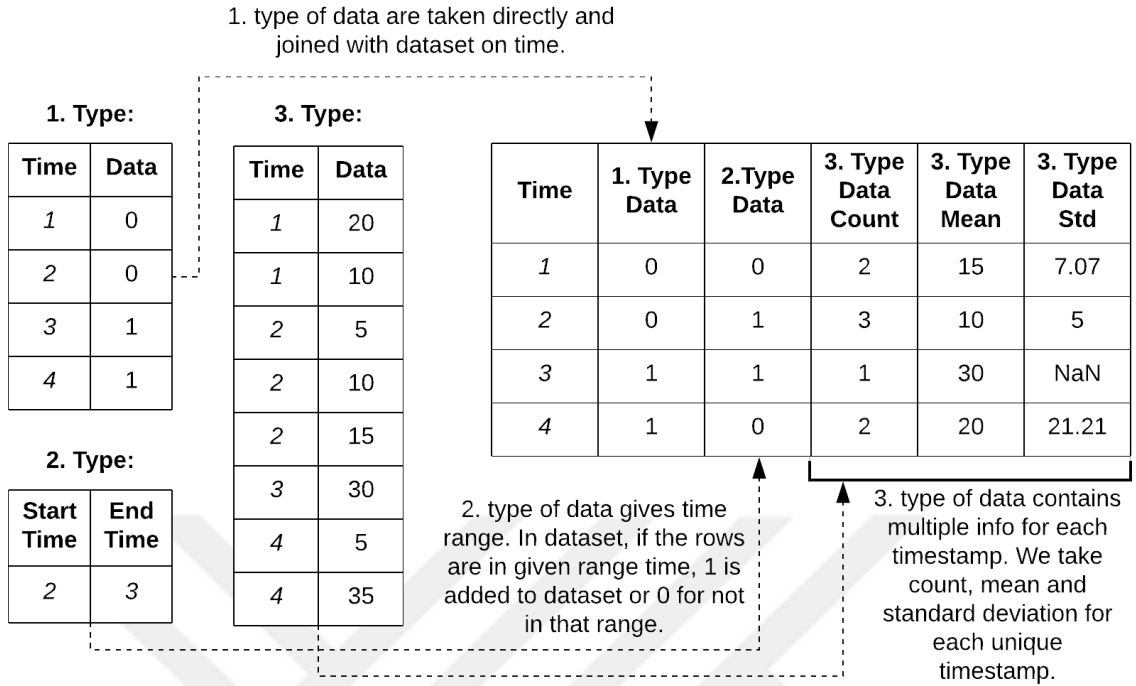 1. type of data are taken directly and
joined with dataset on time.
1. Type:
Time Data
1 0
2 0
3 1
4 1
2. Type:
Start Time End Time
2 3
3. Type:
Time Data
1 20
1 10
2 5
2 10
2 15
3 30
4 5
4 35
Time 1. Type Data 2.Type Data 3. Type Data Count 3. Type Data Mean 3. Type Data Std
1 0 0 2 15 7.07
2 0 1 3 10 5
3 1 1 1 30 NaN
4 1 0 2 20 21.21
2. type of data gives time
range. In dataset, if the rows
are in given range time, 1 is
added to dataset or 0 for not
in that range.
3. type of data contains
multiple info for each
timestamp. We take
count, mean and
standard deviation for
each unique
timestamp.